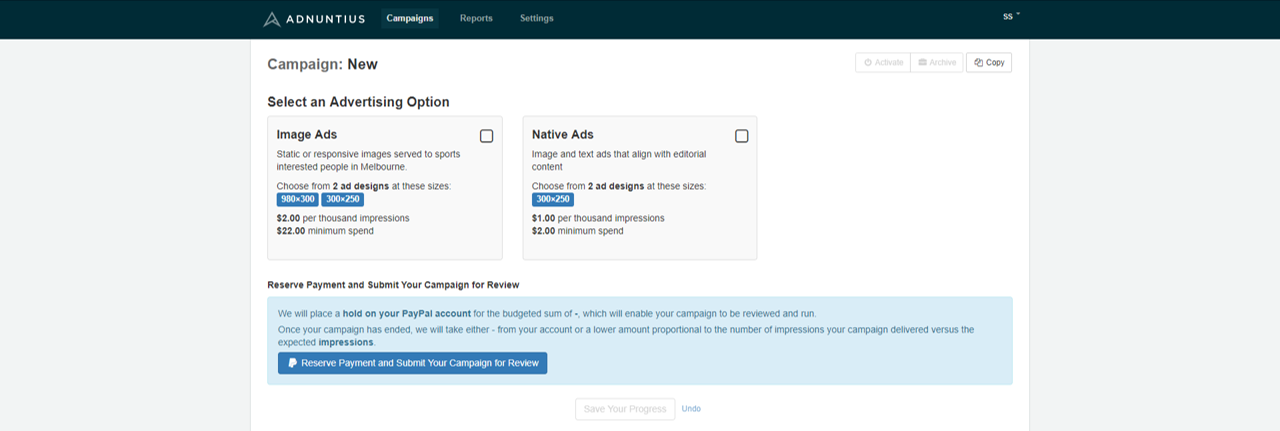 ADNUNTIUS Campaigns Reports Settings ss
Campaign: New
Activate Archive Copy
Select an Advertising Option
Image Ads
Static or responsive images served to sports
interested people in Melbourne.
Choose from 2 ad designs at these sizes:
980×300 300×250
$2.00 per thousand impressions
$22.00 minimum spend
Native Ads
Image and text ads that align with editorial
content
Choose from 2 ad designs at these sizes:
300×250
$1.00 per thousand impressions
$2.00 minimum spend
Reserve Payment and Submit Your Campaign for Review
We will place a hold on your PayPal account for the budgeted sum of -, which will enable your campaign to be reviewed and run.
Once your campaign has ended, we will take either - from your account or a lower amount proportional to the number of impressions your campaign delivered versus the
expected impressions.
Reserve Payment and Submit Your Campaign for Review
Save Your Progress Undo